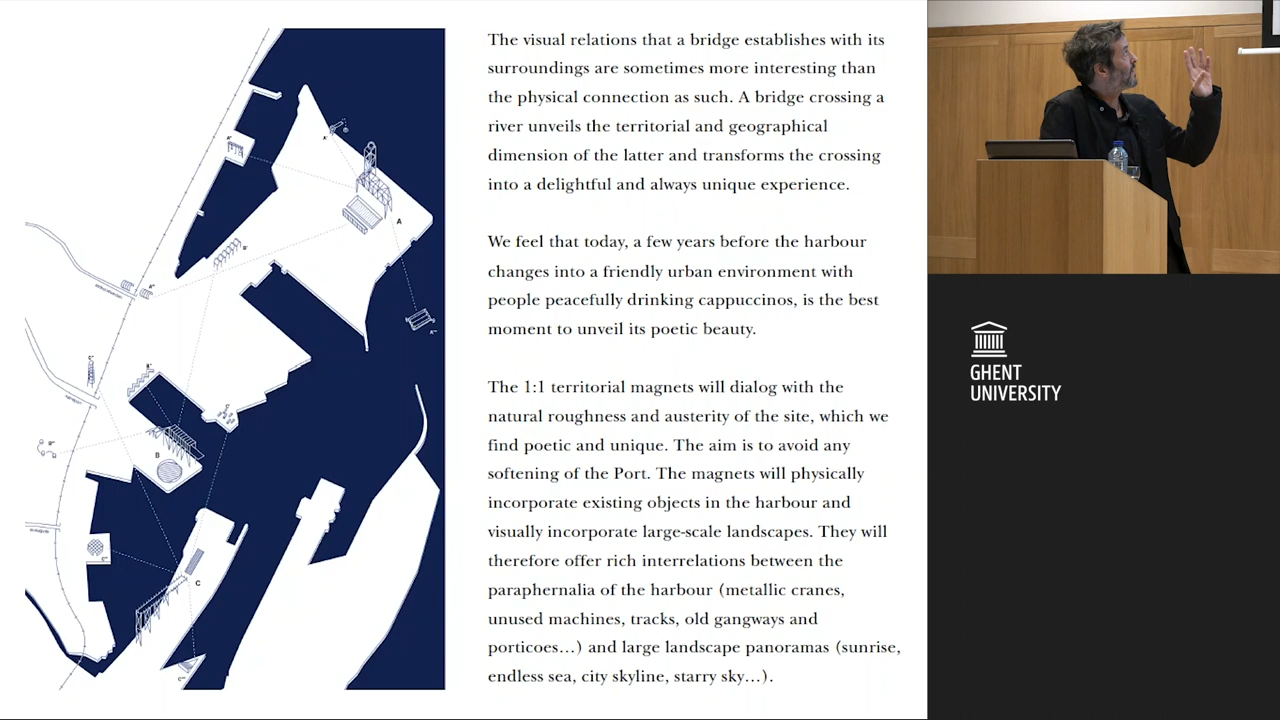 The visual relations that a bridge establishes with its
surroundings are sometimes more interesting than
the physical connection as such. A bridge crossing a
river unveils the territorial and geographical
dimension of the latter and transforms the crossing
into a delightful and always unique experience.
We feel that today, a few years before the harbour
changes into a friendly urban environment with
people peacefully drinking cappuccinos, is the best
moment to unveil its poetic beauty.
The 1:1 territorial magnets will dialog with the
natural roughness and austerity of the site, which we
find poetic and unique. The aim is to avoid any
softening of the Port. The magnets will physically
incorporate existing objects in the harbour and
visually incorporate large-scale landscapes. They will
therefore offer rich interrelations between the
paraphernalia of the harbour (metallic cranes,
unused machines, tracks, old gangways and
porticoes…) and large landscape panoramas (sunrise,
endless sea, city skyline, starry sky…).
A
B
C
GHENT
UNIVERSITY